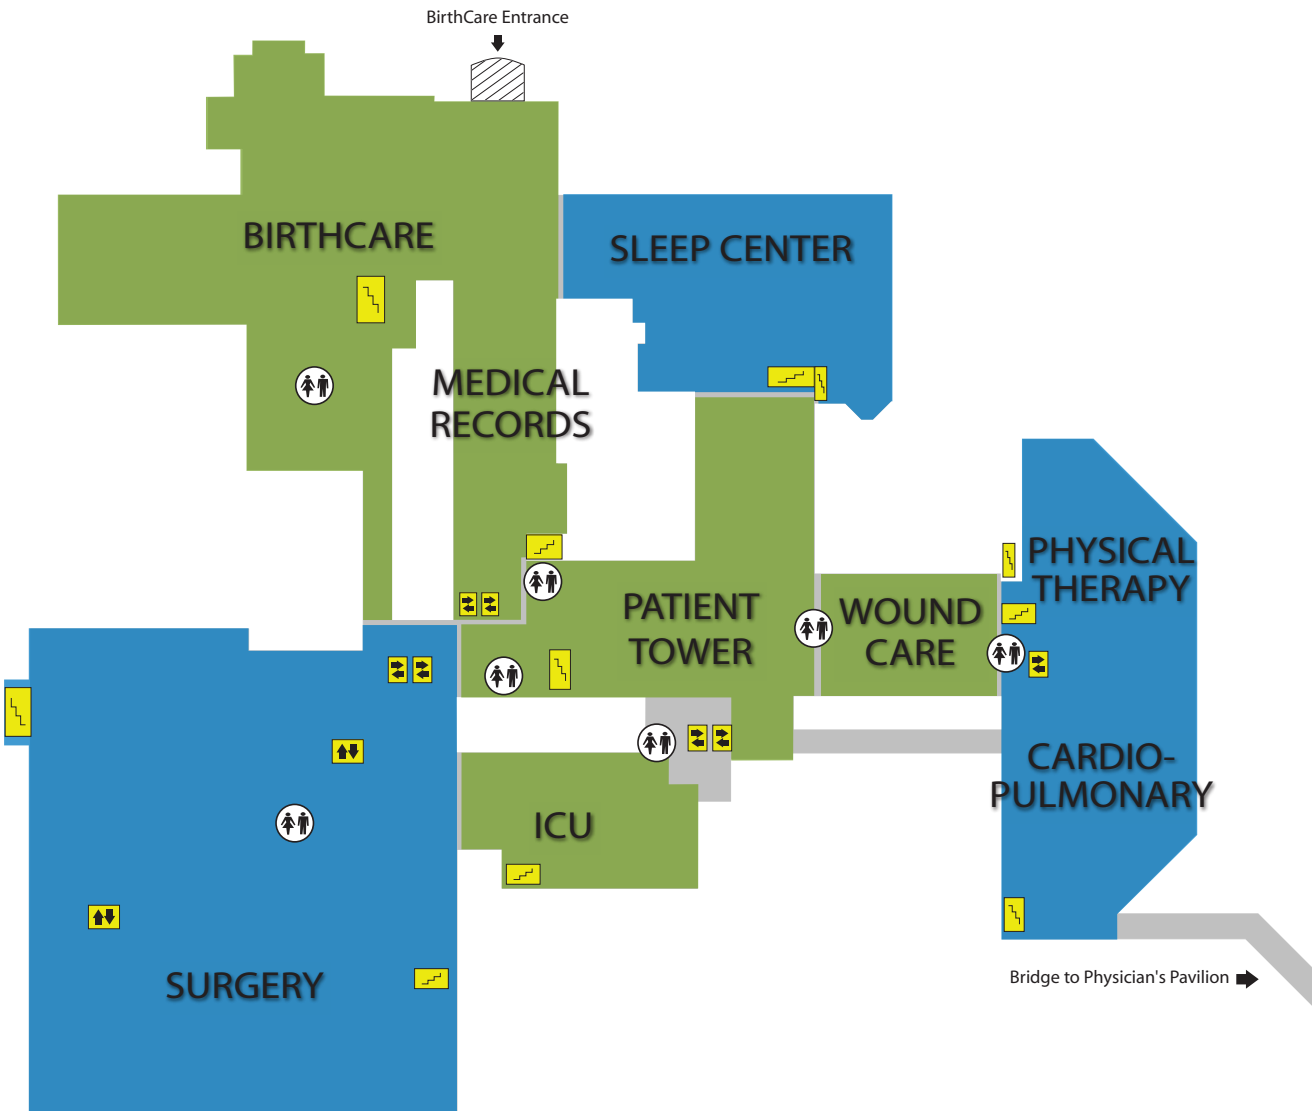 BirthCare Entrance
BIRTHCARE
SLEEP CENTER
MEDICAL
RECORDS
PHYSICAL
THERAPY
PATIENT
TOWER
WOUND
CARE
CARDIO-
PULMONARY
ICU
SURGERY
Bridge to Physician's Pavilion